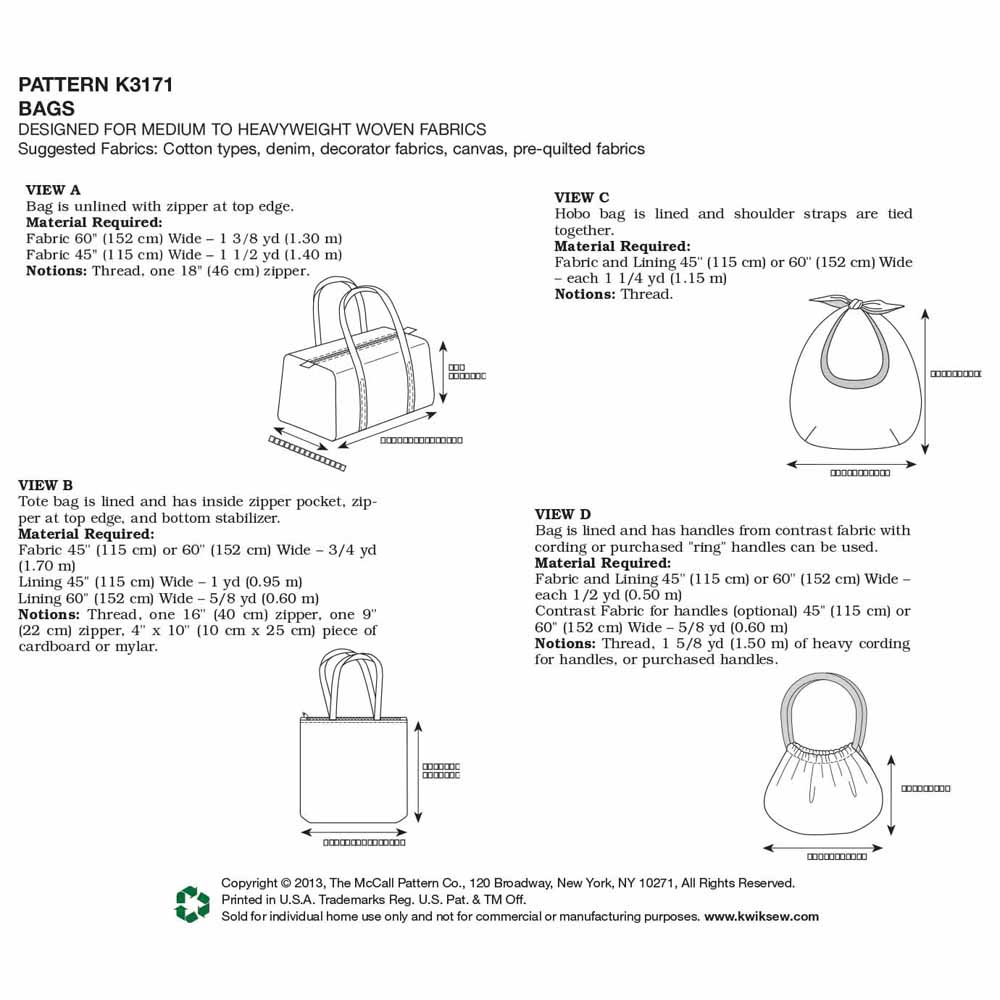 PATTERN K3171
BAGS
DESIGNED FOR MEDIUM TO HEAVYWEIGHT WOVEN FABRICS
Suggested Fabrics: Cotton types, denim, decorator fabrics, canvas, pre-quilted fabrics
VIEW A
Bag is unlined with zipper at top edge.
Material Required:
Fabric 60" (152 cm) Wide – 1 3/8 yd (1.30 m)
Fabric 45" (115 cm) Wide – 1 1/2 yd (1.40 m)
Notions: Thread, one 18" (46 cm) zipper.
VIEW B
Tote bag is lined and has inside zipper pocket, zip-
per at top edge, and bottom stabilizer.
Material Required:
Fabric 45" (115 cm) or 60" (152 cm) Wide – 3/4 yd
(1.70 m)
Lining 45" (115 cm) Wide – 1 yd (0.95 m)
Lining 60" (152 cm) Wide – 5/8 yd (0.60 m)
Notions: Thread, one 16" (40 cm) zipper, one 9"
(22 cm) zipper, 4" x 10" (10 cm x 25 cm) piece of
cardboard or mylar.
VIEW C
Hobo bag is lined and shoulder straps are tied
together.
Material Required:
Fabric and Lining 45" (115 cm) or 60" (152 cm) Wide
– each 1 1/4 yd (1.15 m)
Notions: Thread.
VIEW D
Bag is lined and has handles from contrast fabric with
cording or purchased "ring" handles can be used.
Material Required:
Fabric and Lining 45" (115 cm) or 60" (152 cm) Wide –
each 1/2 yd (0.50 m)
Contrast Fabric for handles (optional) 45" (115 cm) or
60" (152 cm) Wide – 5/8 yd (0.60 m)
Notions: Thread, 1 5/8 yd (1.50 m) of heavy cording
for handles, or purchased handles.
Copyright © 2013, The McCall Pattern Co., 120 Broadway, New York, NY 10271, All Rights Reserved.
Printed in U.S.A. Trademarks Reg. U.S. Pat. & TM Off.
Sold for individual home use only and not for commercial or manufacturing purposes. www.kwiksew.com